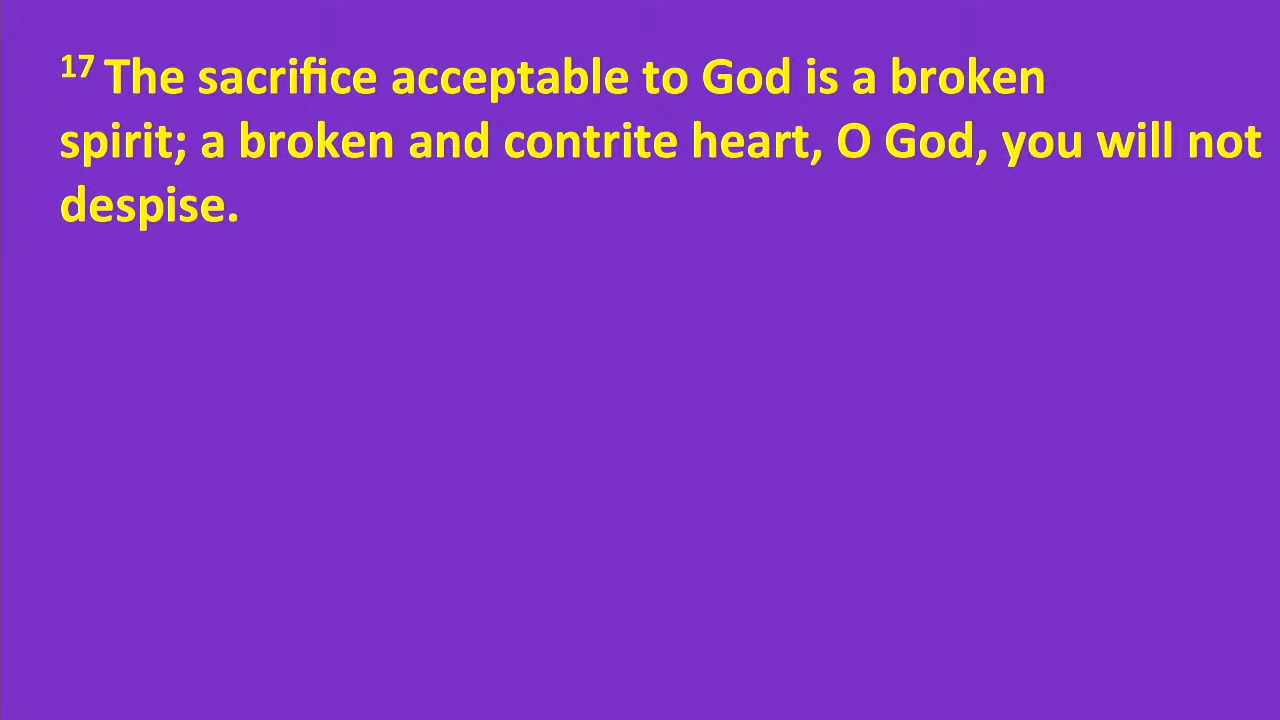 17 The sacrifice acceptable to God is a broken
spirit; a broken and contrite heart, O God, you will not
despise.